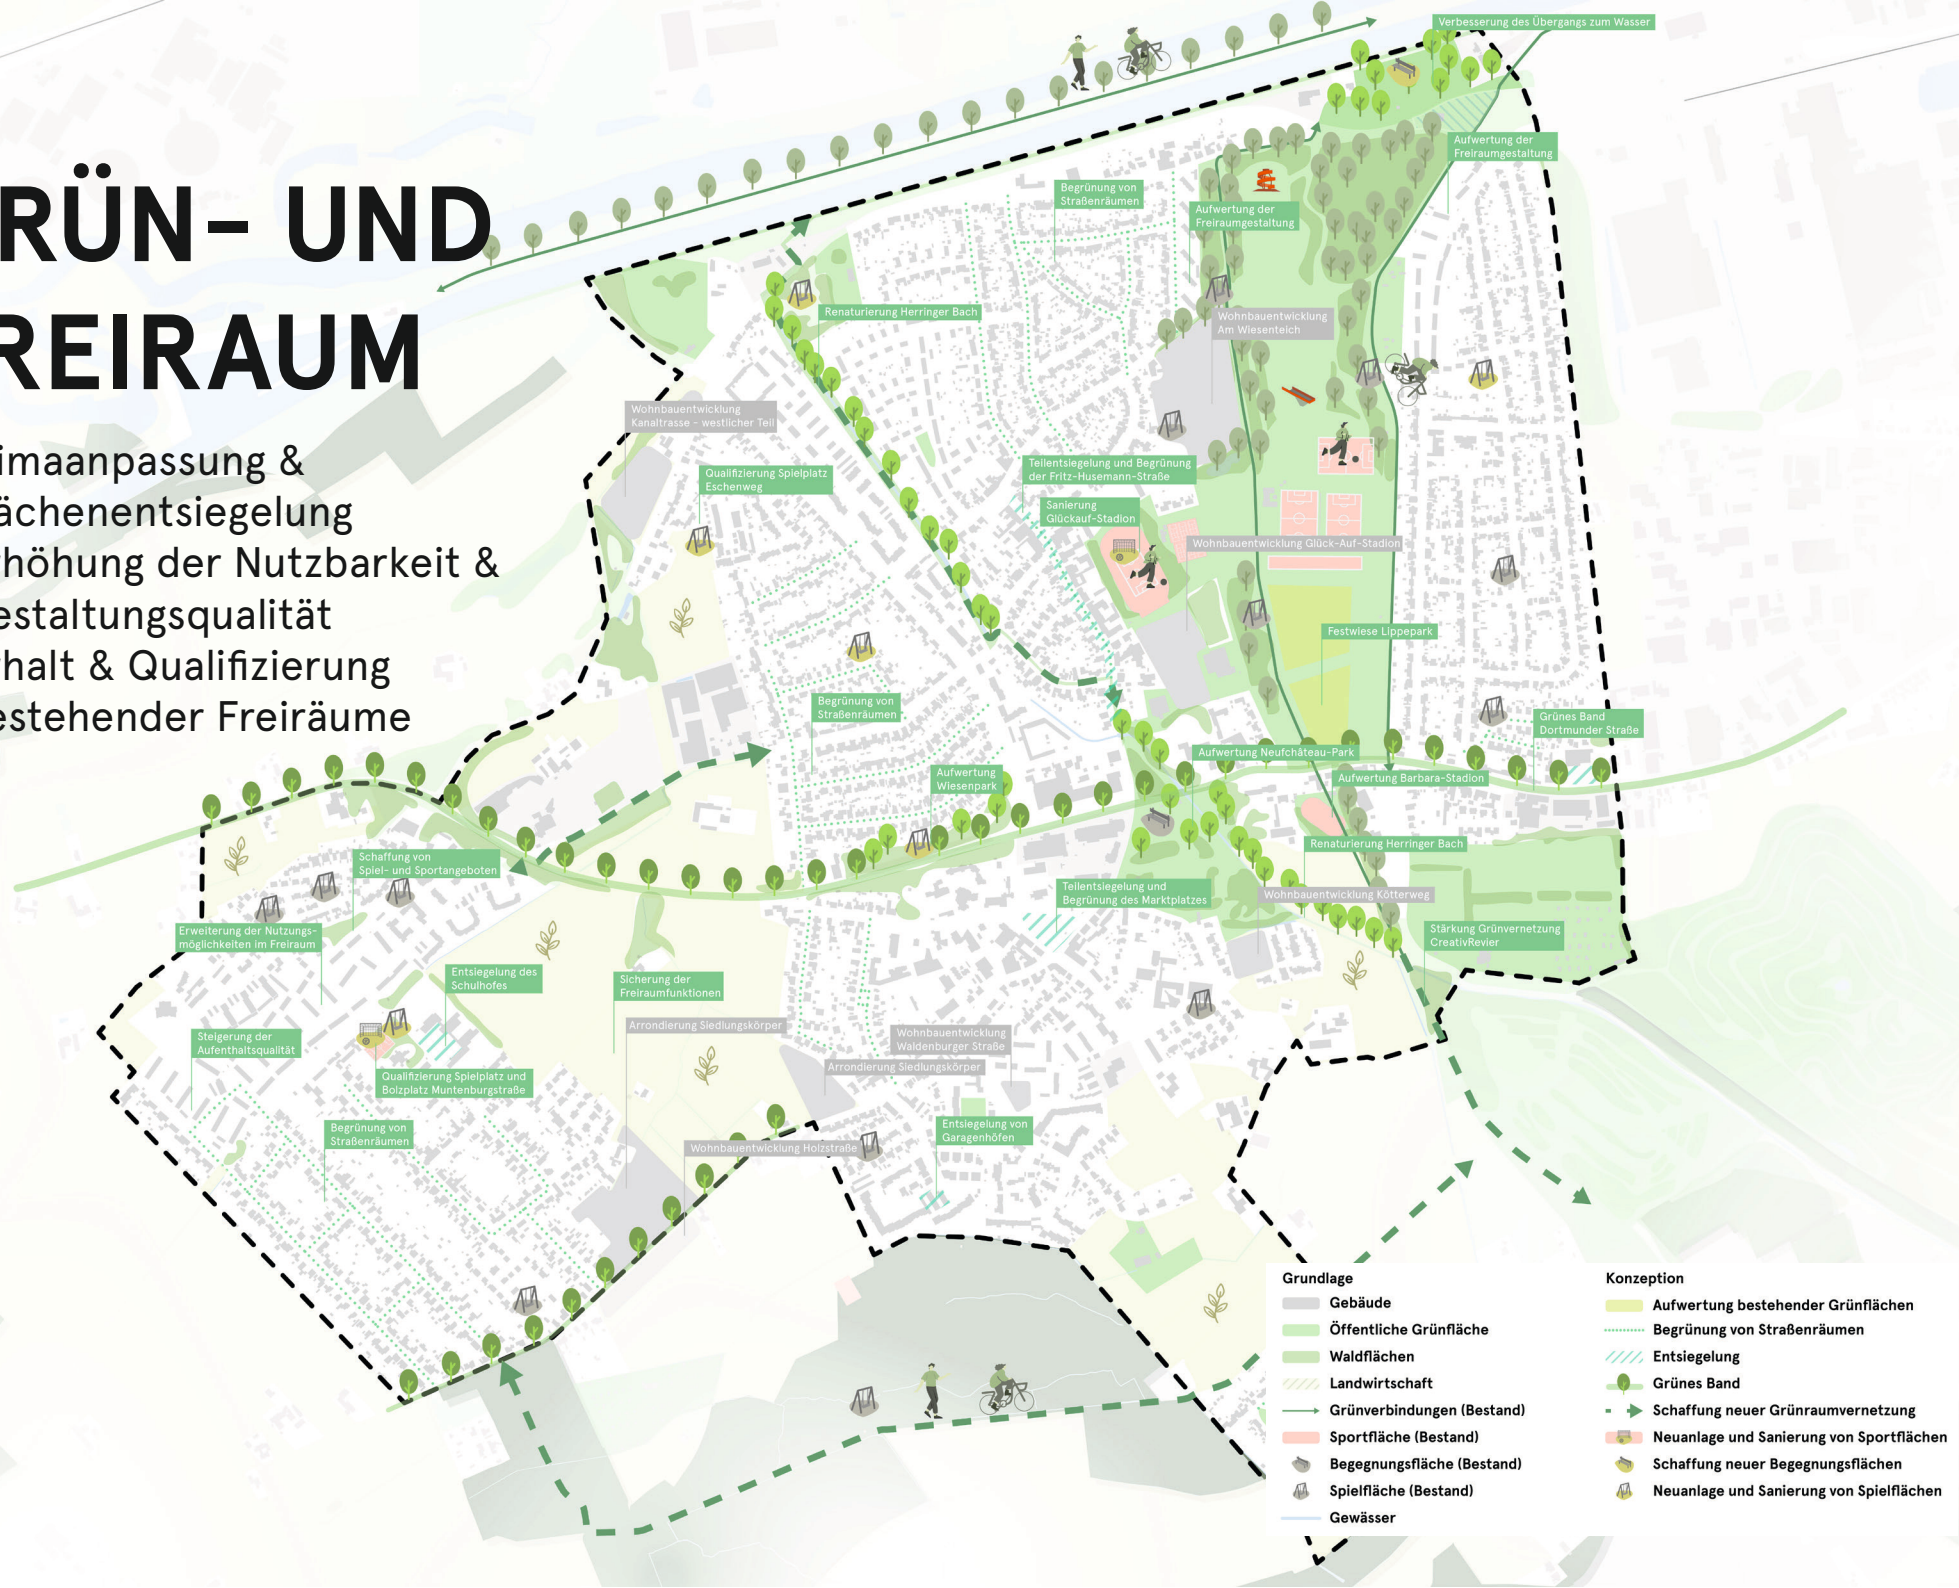 RÜN- UND
REIRAUM
imaanpassung &
ächenentsiegelung
höhung der Nutzbarkeit &
estaltungsqualität
halt & Qualifizierung
estehender Freiräume
Verbesserung des Übergangs zum Wasser
Aufwertung der
Freiraumgestaltung
Begrünung von
Straßenräumen
Aufwertung der
Freiraumgestaltung
Renaturierung Herringer Bach
Wohnbauentwicklung
Am Wiesenteich
Wohnbauentwicklung
Kanaltrasse - westlicher Teil
Qualifizierung Spielplatz
Eschenweg
Teilentsiegelung und Begrünung
der Fritz-Husemann-Straße
Sanierung
Glückauf-Stadion
Wohnbauentwicklung Glück-Auf-Stadion
Festwiese Lippepark
Begrünung von
Straßenräumen
Grünes Band
Dortmunder Straße
Aufwertung Neufchâteau-Park
Aufwertung
Wiesenpark
Aufwertung Barbara-Stadion
Renaturierung Herringer Bach
Schaffung von
Spiel- und Sportangeboten
Teilentsiegelung und
Begrünung des Marktplatzes
Wohnbauentwicklung Kötterweg
Erweiterung der Nutzungs-
möglichkeiten im Freiraum
Stärkung Grünvernetzung
CreativRevier
Entsiegelung des
Schulhofes
Sicherung der
Freiraumfunktionen
Arrondierung Siedlungskörper
Wohnbauentwicklung
Waldenburger Straße
Steigerung der
Aufenthaltsqualität
Arrondierung Siedlungskörper
Qualifizierung Spielplatz und
Bolzplatz Muntenburgstraße
Begrünung von
Straßenräumen
Entsiegelung von
Garagenhöfen
Wohnbauentwicklung Holzstraße
Grundlage
Gebäude
Öffentliche Grünfläche
Waldflächen
Landwirtschaft
Grünverbindungen (Bestand)
Sportfläche (Bestand)
Begegnungsfläche (Bestand)
Spielfläche (Bestand)
Gewässer
Konzeption
Aufwertung bestehender Grünflächen
Begrünung von Straßenräumen
Entsiegelung
Grünes Band
Schaffung neuer Grünraumvernetzung
Neuanlage und Sanierung von Sportflächen
Schaffung neuer Begegnungsflächen
Neuanlage und Sanierung von Spielflächen